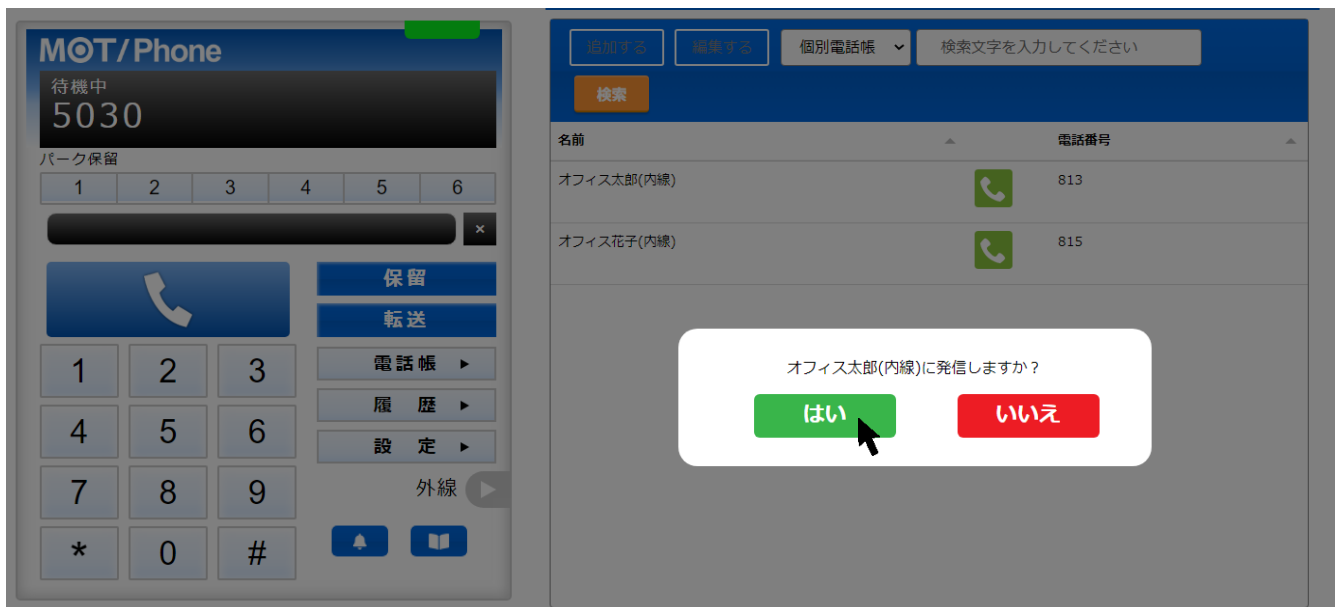 MOT/Phone
待機中
5030
パーク保留
1 2 3 4 5 6
×
保留
転送
1 2 3
電話帳 ▶
履 歴 ▶
4 5 6
設 定 ▶
7 8 9
外線
* 0 #
追加する 編集する 個別電話帳 検索文字を入力してください
検索
名前 電話番号
オフィス太郎(内線) 813
オフィス花子(内線) 815
オフィス太郎(内線)に発信しますか？
はい いいえ